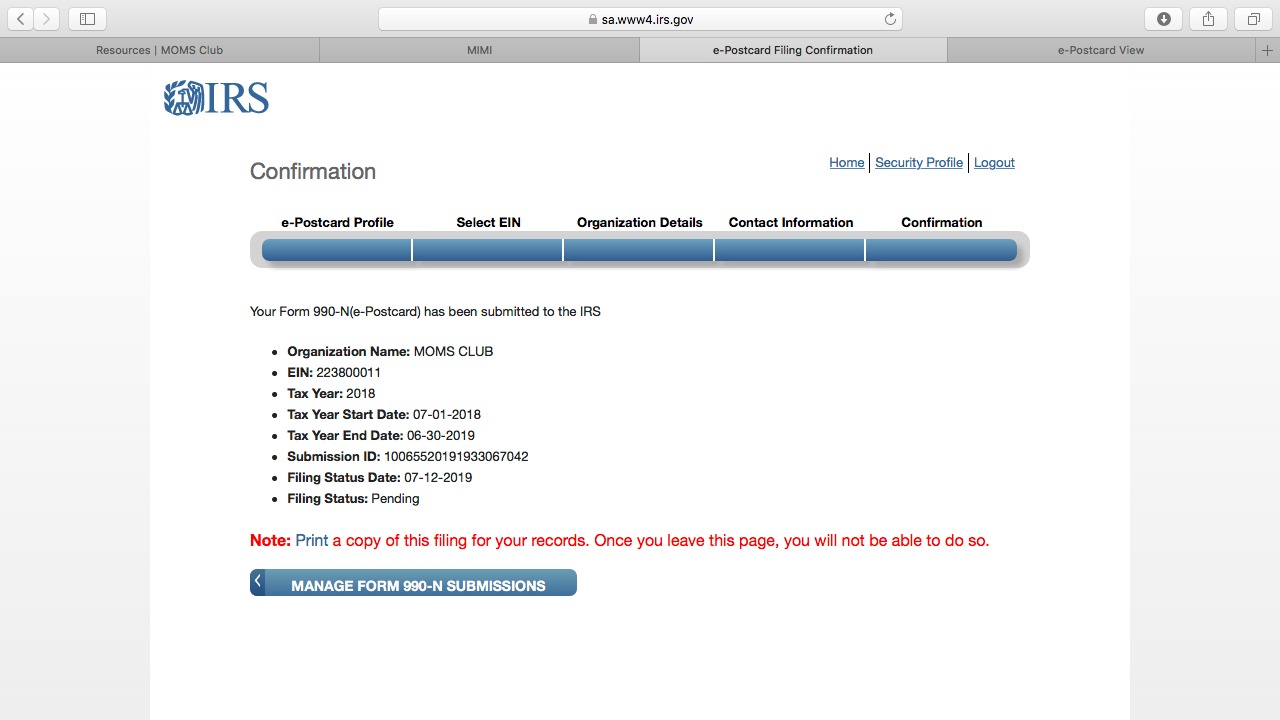 sa.www4.irs.gov
Resources | MOMS Club
MIMI
e-Postcard Filing Confirmation
e-Postcard View
IRS
Confirmation
Home | Security Profile | Logout
e-Postcard Profile
Select EIN
Organization Details
Contact Information
Confirmation
Your Form 990-N(e-Postcard) has been submitted to the IRS
• Organization Name: MOMS CLUB
• EIN: 223800011
• Tax Year: 2018
• Tax Year Start Date: 07-01-2018
• Tax Year End Date: 06-30-2019
• Submission ID: 10065520191933067042
• Filing Status Date: 07-12-2019
• Filing Status: Pending
Note: Print a copy of this filing for your records. Once you leave this page, you will not be able to do so.
MANAGE FORM 990-N SUBMISSIONS